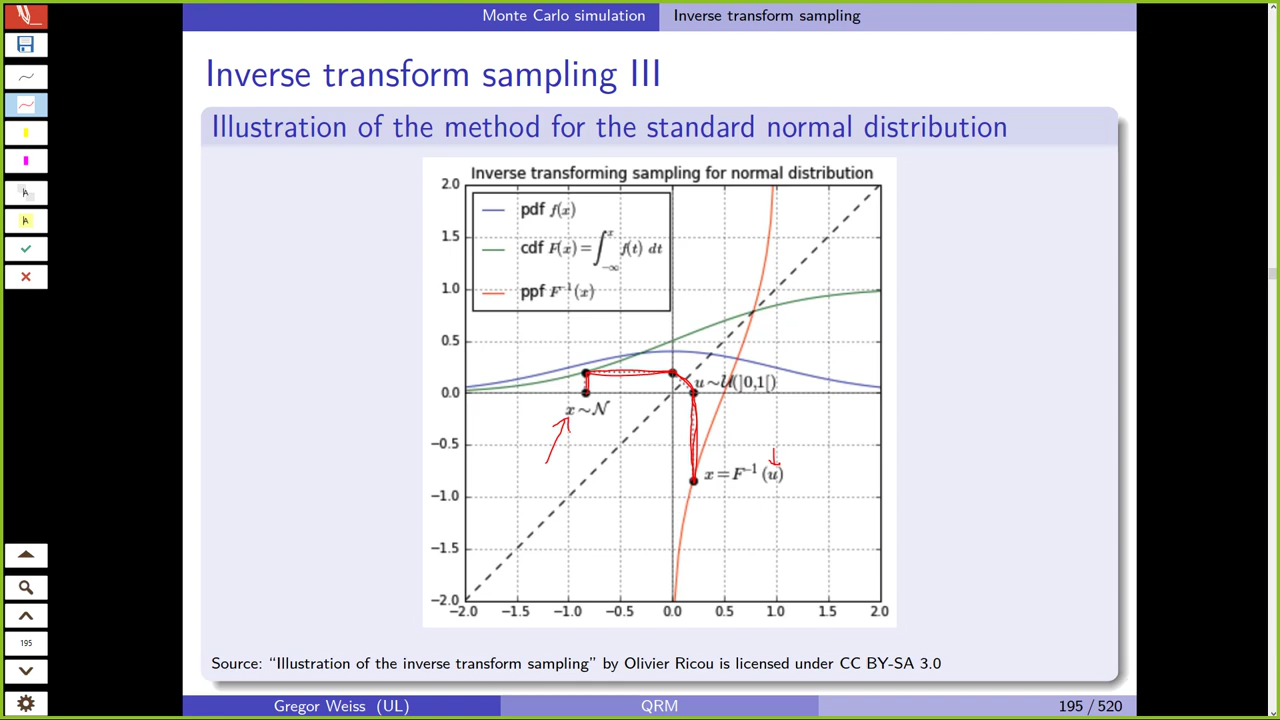 Monte Carlo simulation Inverse transform sampling
Inverse transform sampling III
Illustration of the method for the standard normal distribution
Inverse transforming sampling for normal distribution
2.0
pdf f(x)
1.5
cdf F(x)=∫_{-∞}^{x} f(t) dt
1.0
ppf F⁻¹(x)
0.5
0.0
u~𝒰(]0,1[)
x~𝒩
−0.5
x=F⁻¹(u)
−1.0
−1.5
−2.0
−2.0 −1.5 −1.0 −0.5 0.0 0.5 1.0 1.5 2.0
Source: “Illustration of the inverse transform sampling” by Olivier Ricou is licensed under CC BY-SA 3.0
Gregor Weiss (UL) QRM 195 / 520
A
A
195